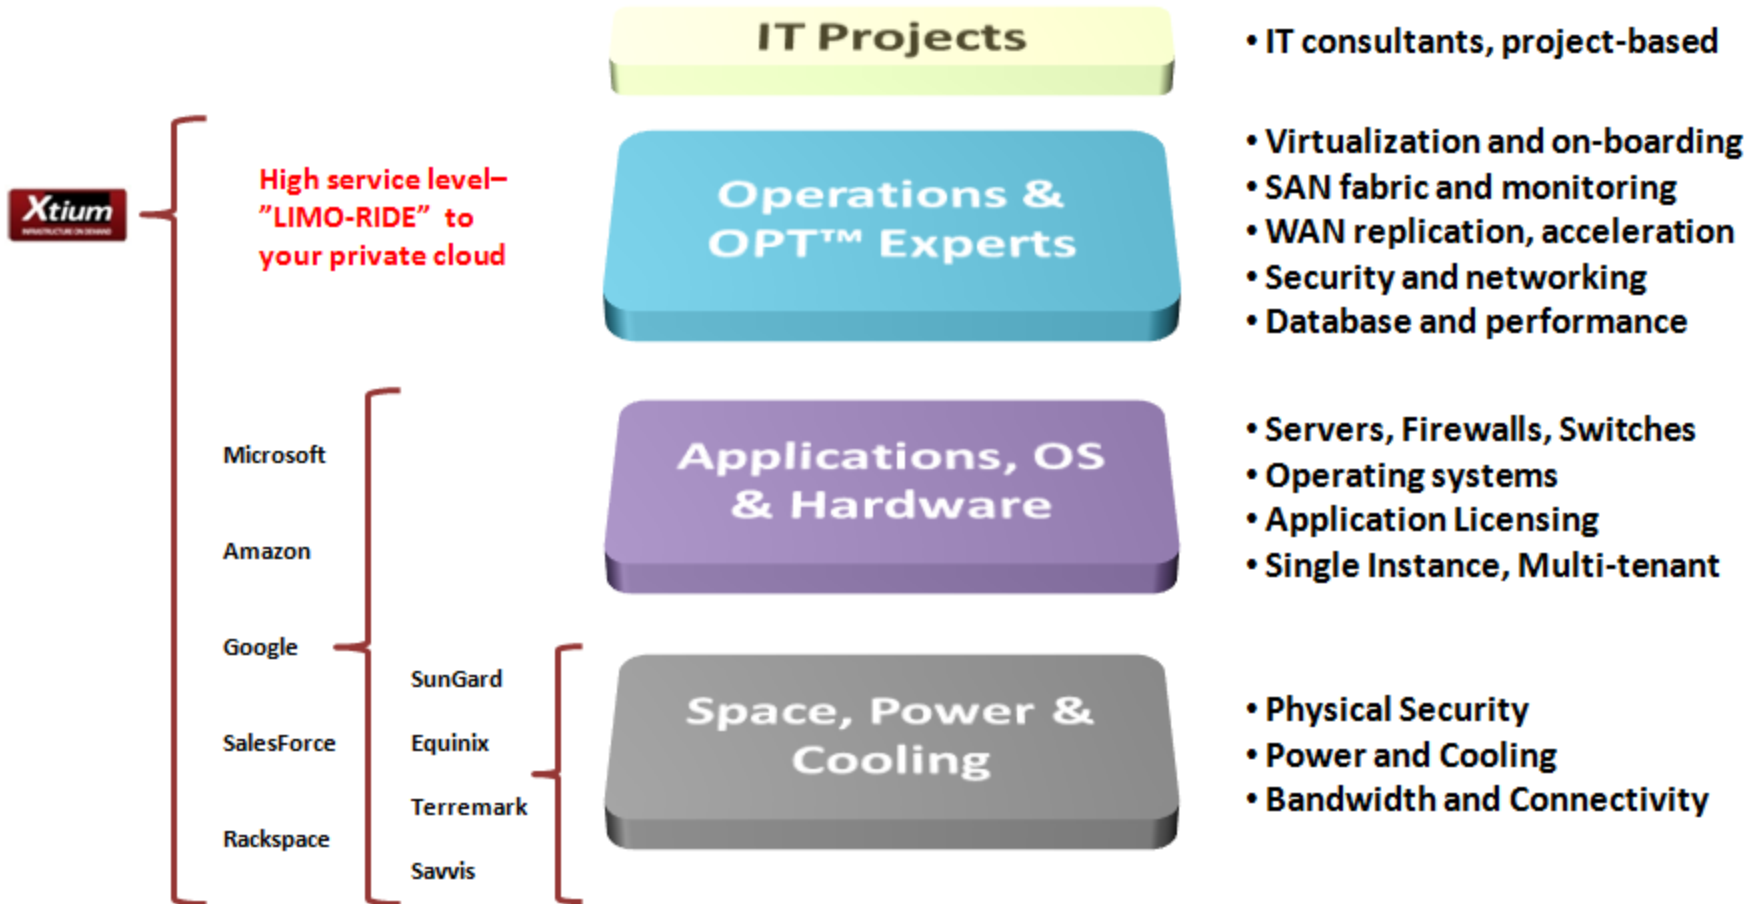 IT Projects
• IT consultants, project-based
Xtium
INFRASTRUCTURE ON DEMAND
High service level–
”LIMO-RIDE” to
your private cloud
Operations &
OPT™ Experts
• Virtualization and on-boarding
• SAN fabric and monitoring
• WAN replication, acceleration
• Security and networking
• Database and performance
Microsoft
Amazon
Google
SalesForce
Rackspace
Applications, OS
& Hardware
• Servers, Firewalls, Switches
• Operating systems
• Application Licensing
• Single Instance, Multi-tenant
SunGard
Equinix
Terremark
Savvis
Space, Power &
Cooling
• Physical Security
• Power and Cooling
• Bandwidth and Connectivity